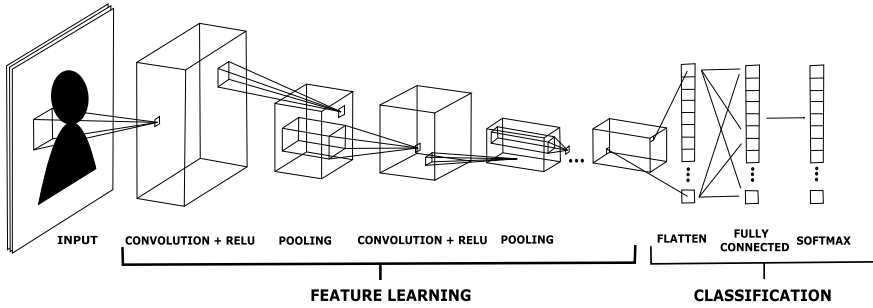 INPUT
CONVOLUTION + RELU
POOLING
CONVOLUTION + RELU
POOLING
FLATTEN
FULLY
CONNECTED
SOFTMAX
FEATURE LEARNING
CLASSIFICATION